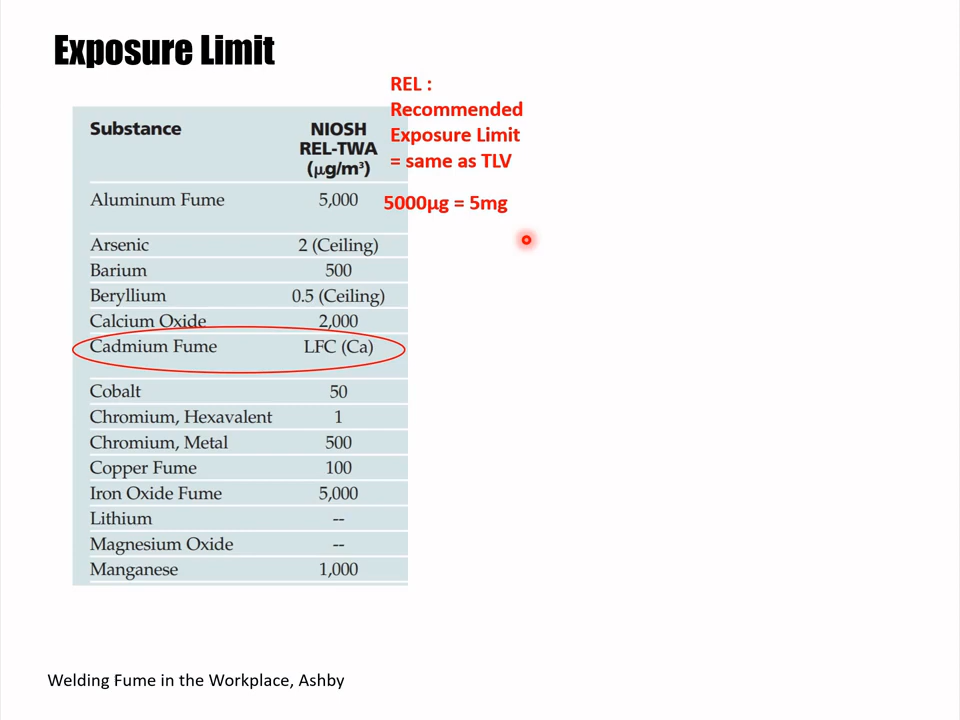 Exposure Limit
REL :
Recommended
Exposure Limit
= same as TLV
Substance NIOSH
REL-TWA
(µg/m³)
Aluminum Fume 5,000 5000µg = 5mg
Arsenic 2 (Ceiling)
Barium 500
Beryllium 0.5 (Ceiling)
Calcium Oxide 2,000
Cadmium Fume LFC (Ca)
Cobalt 50
Chromium, Hexavalent 1
Chromium, Metal 500
Copper Fume 100
Iron Oxide Fume 5,000
Lithium --
Magnesium Oxide --
Manganese 1,000
Welding Fume in the Workplace, Ashby